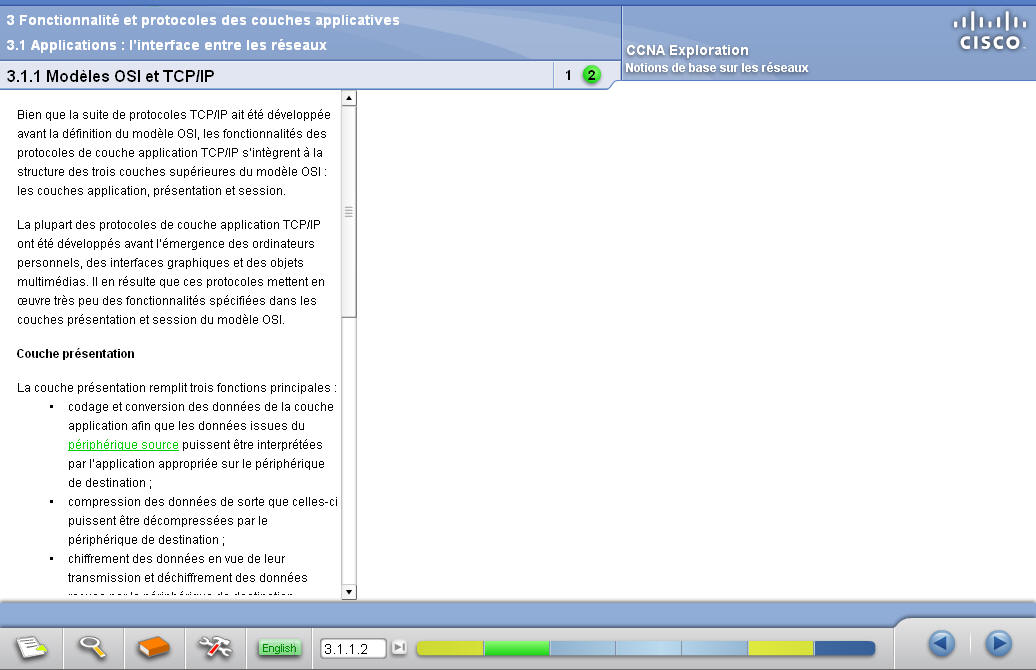 3 Fonctionnalité et protocoles des couches applicatives
3.1 Applications : l'interface entre les réseaux
CCNA Exploration
Notions de base sur les réseaux
CISCO
3.1.1 Modèles OSI et TCP/IP
1 2
Bien que la suite de protocoles TCP/IP ait été développée
avant la définition du modèle OSI, les fonctionnalités des
protocoles de couche application TCP/IP s'intègrent à la
structure des trois couches supérieures du modèle OSI :
les couches application, présentation et session.
La plupart des protocoles de couche application TCP/IP
ont été développés avant l'émergence des ordinateurs
personnels, des interfaces graphiques et des objets
multimédias. Il en résulte que ces protocoles mettent en
œuvre très peu des fonctionnalités spécifiées dans les
couches présentation et session du modèle OSI.
Couche présentation
La couche présentation remplit trois fonctions principales :
▪ codage et conversion des données de la couche
application afin que les données issues du
périphérique source puissent être interprétées
par l'application appropriée sur le périphérique
de destination ;
▪ compression des données de sorte que celles-ci
puissent être décompressées par le
périphérique de destination ;
▪ chiffrement des données en vue de leur
transmission et déchiffrement des données
English
3.1.1.2